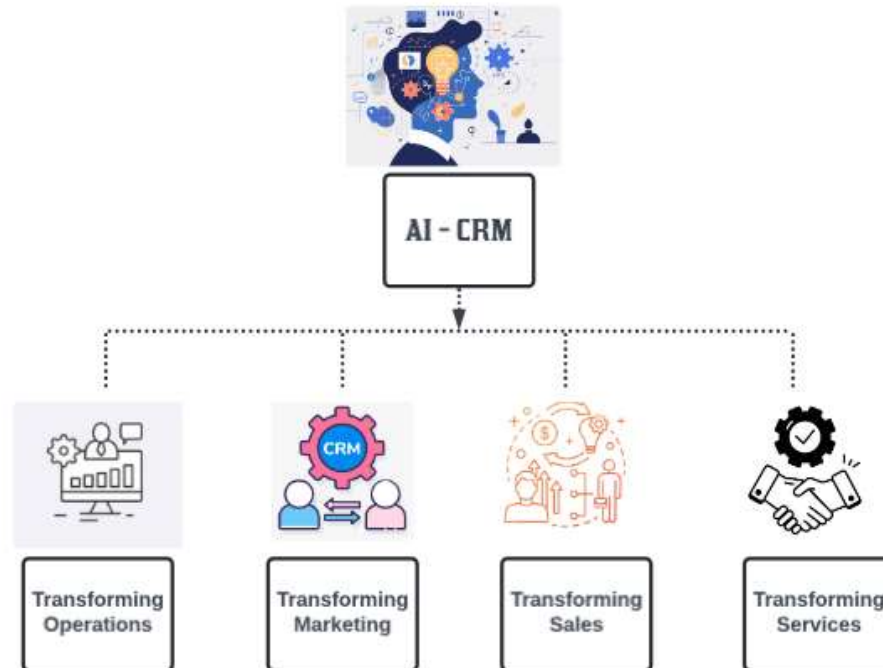 AI - CRM
CRM
Transforming
Operations
Transforming
Marketing
Transforming
Sales
Transforming
Services